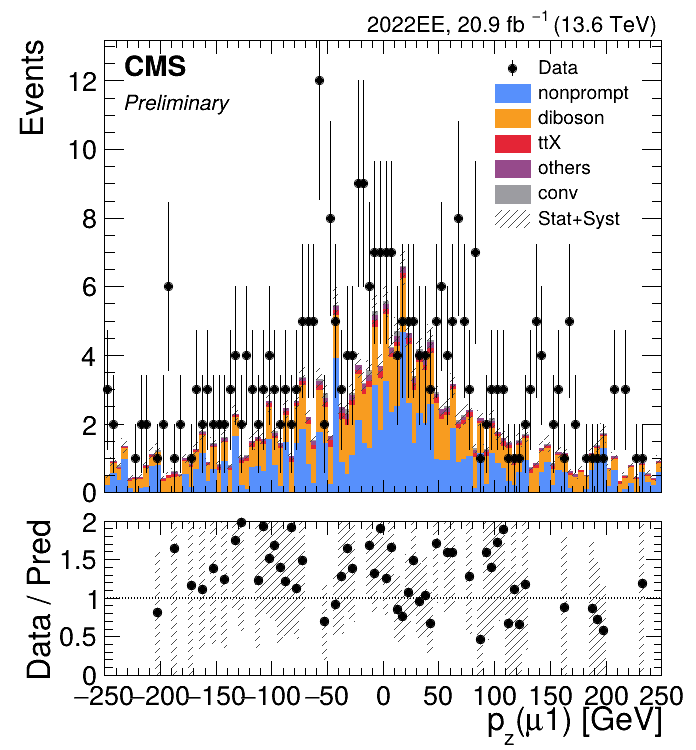 2022EE, 20.9 fb⁻¹ (13.6 TeV)
CMS
Preliminary
Events
Data
nonprompt
diboson
ttX
others
conv
Stat+Syst
12
10
8
6
4
2
0
Data / Pred
2
1.5
1
0.5
0
−250 −200 −150 −100 −50 0 50 100 150 200 250
p_z(μ1) [GeV]